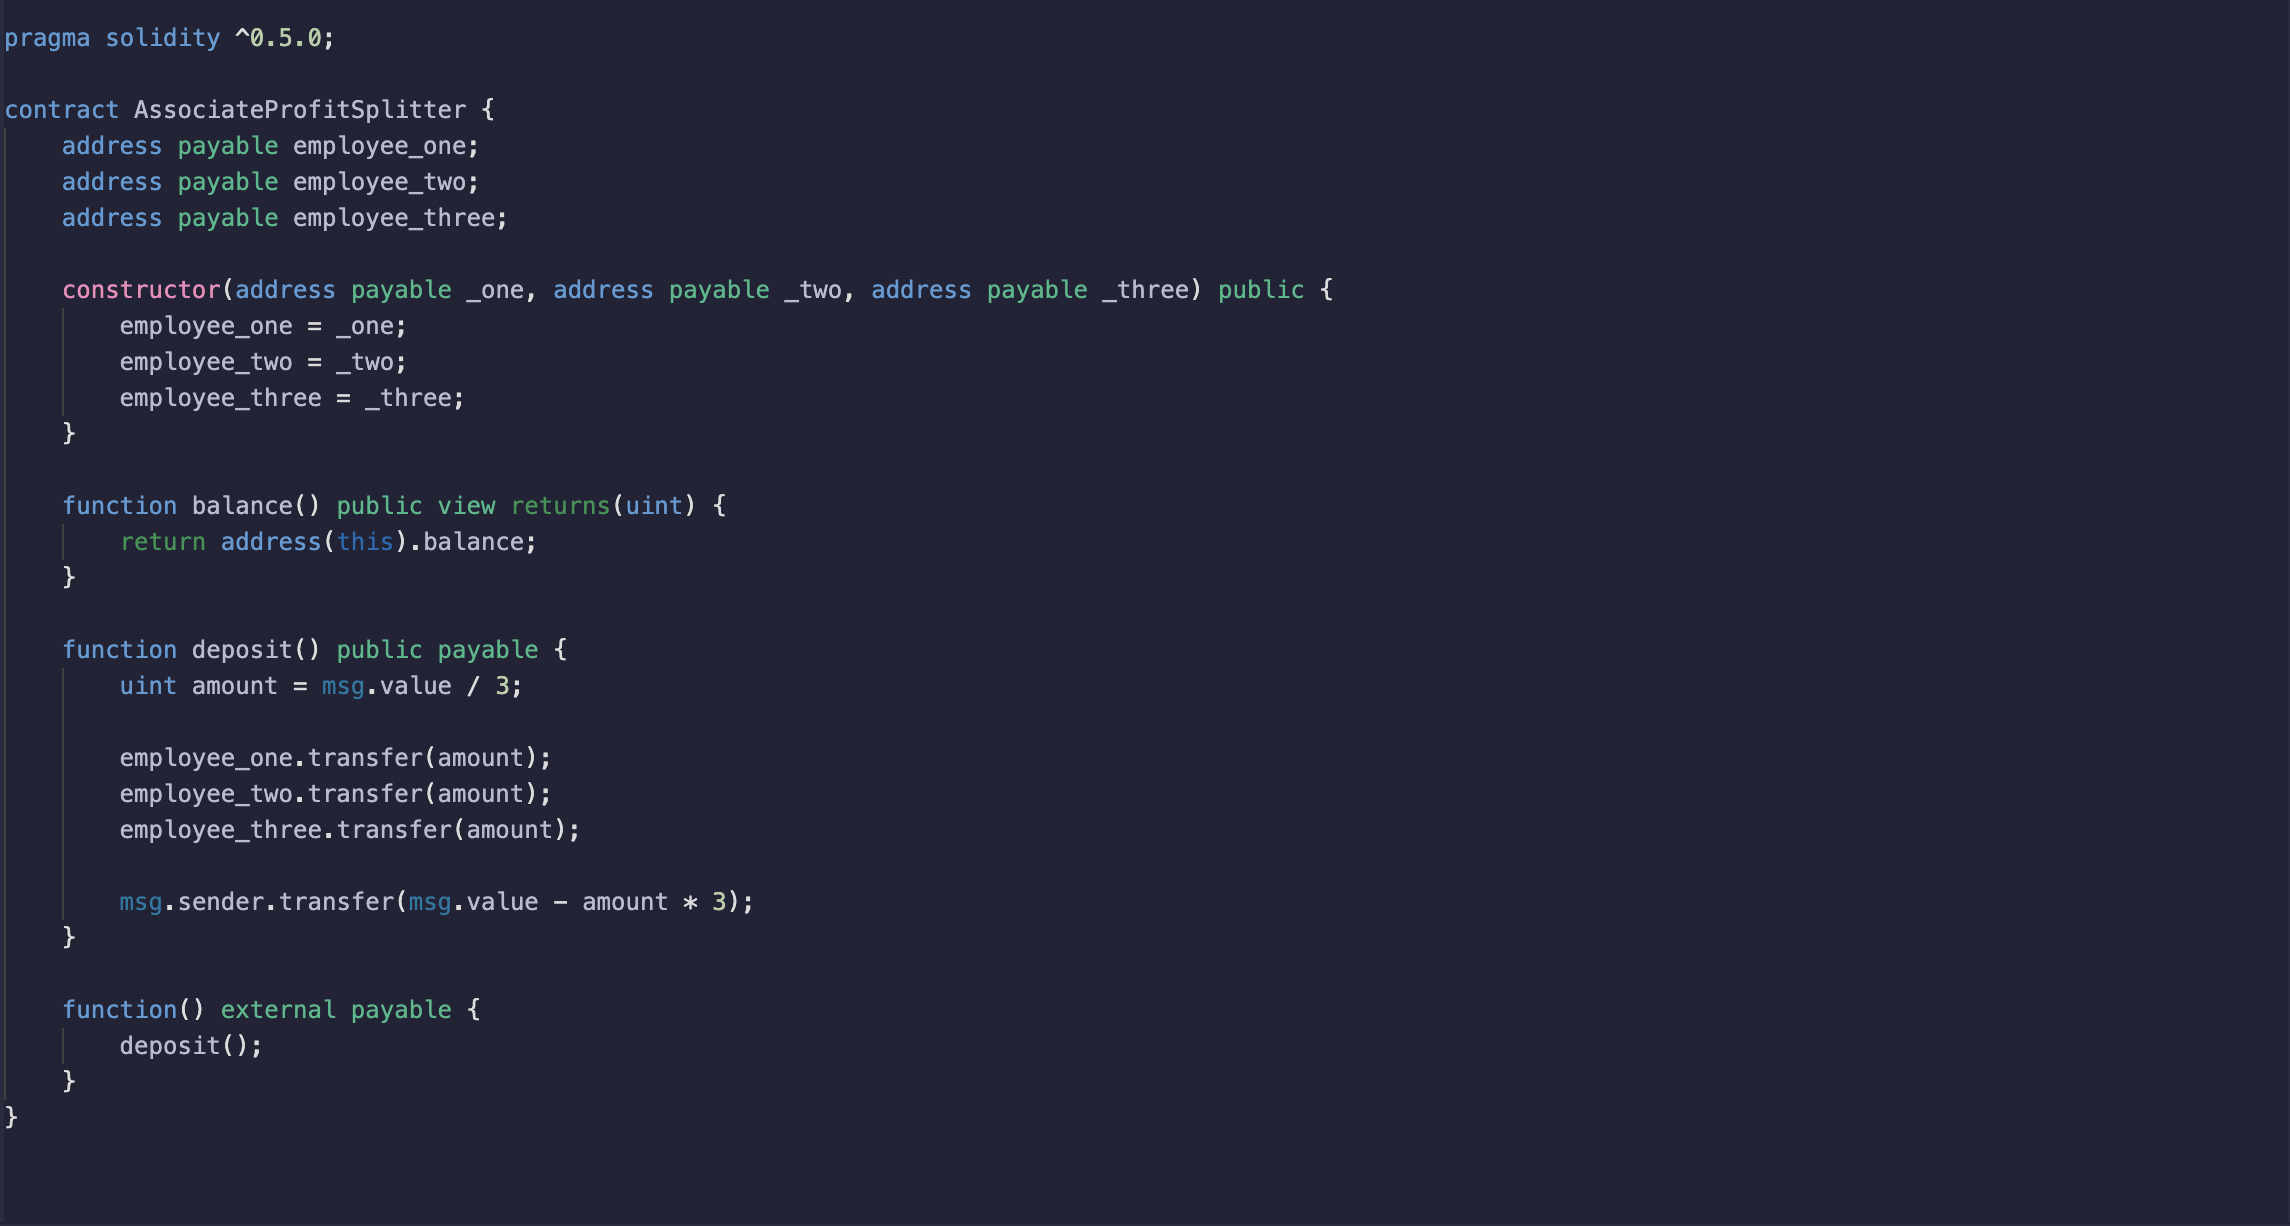 pragma solidity ^0.5.0;
contract AssociateProfitSplitter {
address payable employee_one;
address payable employee_two;
address payable employee_three;
constructor(address payable _one, address payable _two, address payable _three) public {
employee_one = _one;
employee_two = _two;
employee_three = _three;
}
function balance() public view returns(uint) {
return address(this).balance;
}
function deposit() public payable {
uint amount = msg.value / 3;
employee_one.transfer(amount);
employee_two.transfer(amount);
employee_three.transfer(amount);
msg.sender.transfer(msg.value - amount * 3);
}
function() external payable {
deposit();
}
}